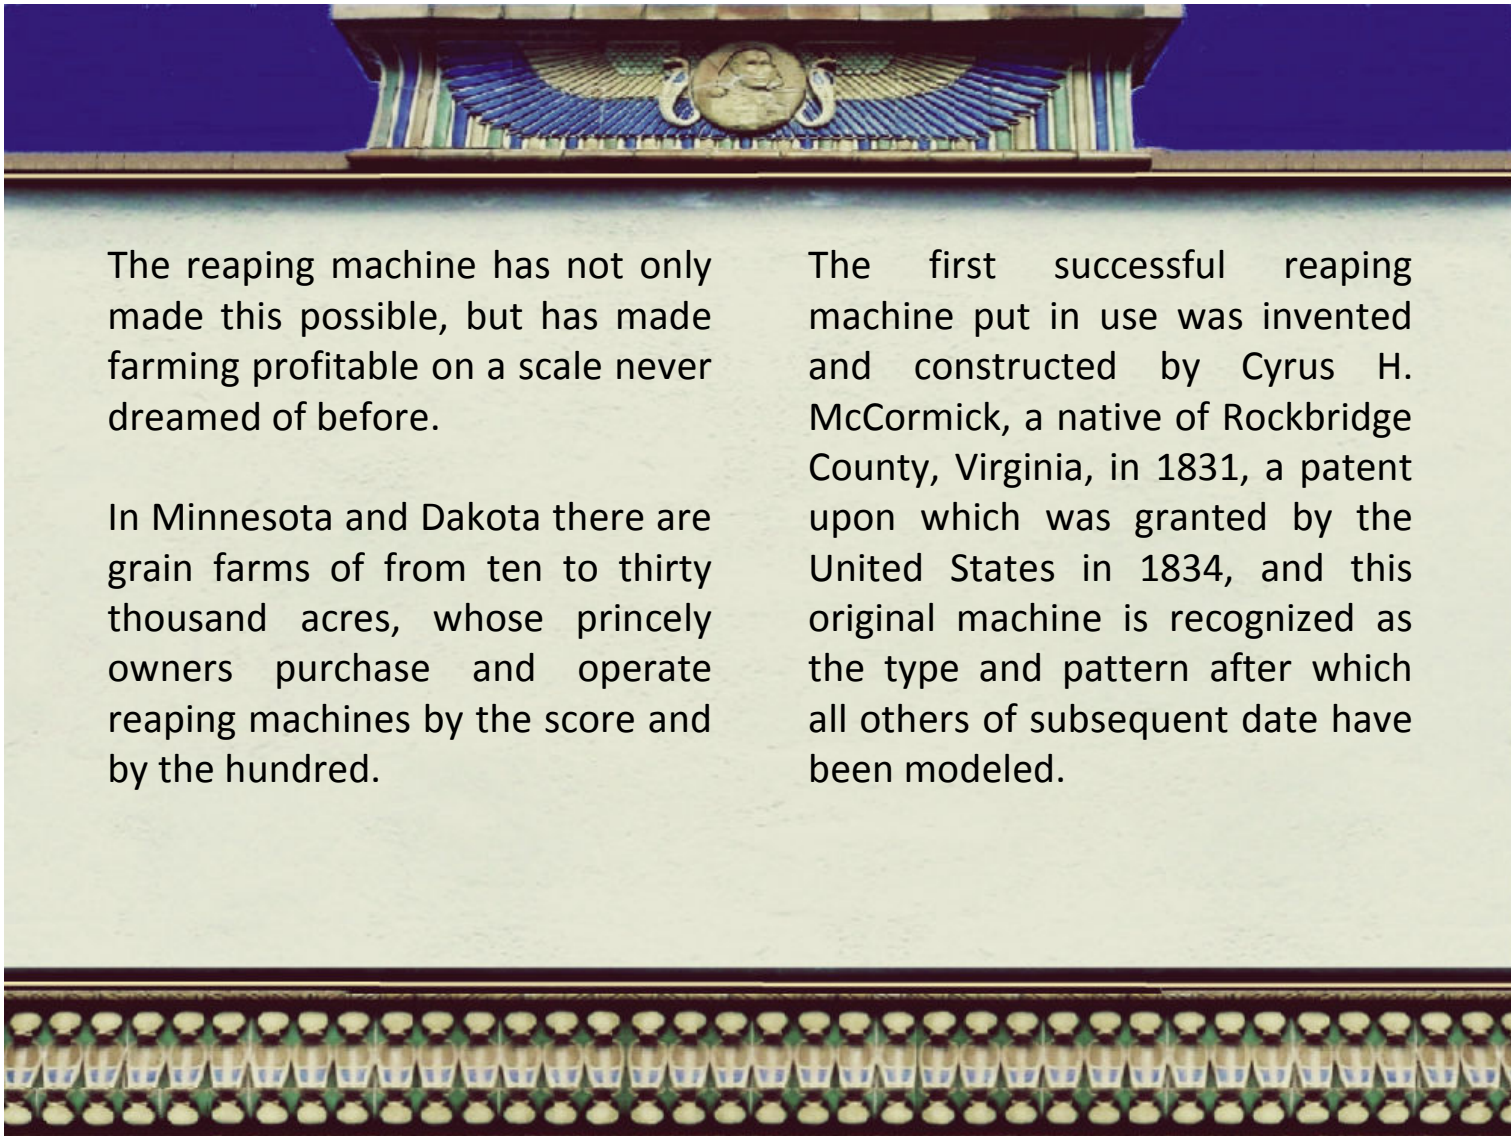 The reaping machine has not only
made this possible, but has made
farming profitable on a scale never
dreamed of before.
In Minnesota and Dakota there are
grain farms of from ten to thirty
thousand acres, whose princely
owners purchase and operate
reaping machines by the score and
by the hundred.
The first successful reaping
machine put in use was invented
and constructed by Cyrus H.
McCormick, a native of Rockbridge
County, Virginia, in 1831, a patent
upon which was granted by the
United States in 1834, and this
original machine is recognized as
the type and pattern after which
all others of subsequent date have
been modeled.